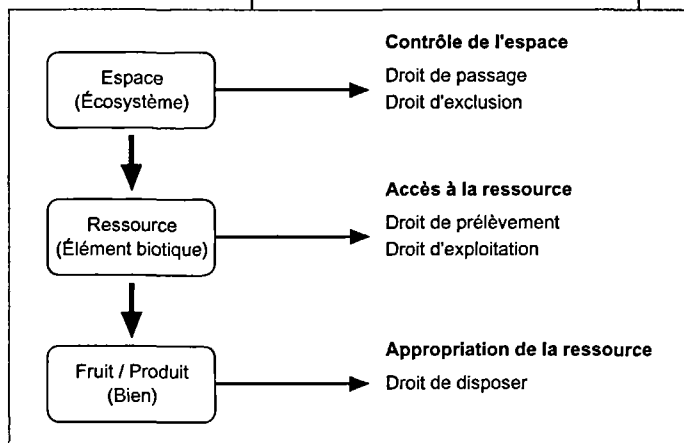 Espace
(Écosystème)
Contrôle de l'espace
Droit de passage
Droit d'exclusion
Ressource
(Élément biotique)
Accès à la ressource
Droit de prélèvement
Droit d'exploitation
Fruit / Produit
(Bien)
Appropriation de la ressource
Droit de disposer